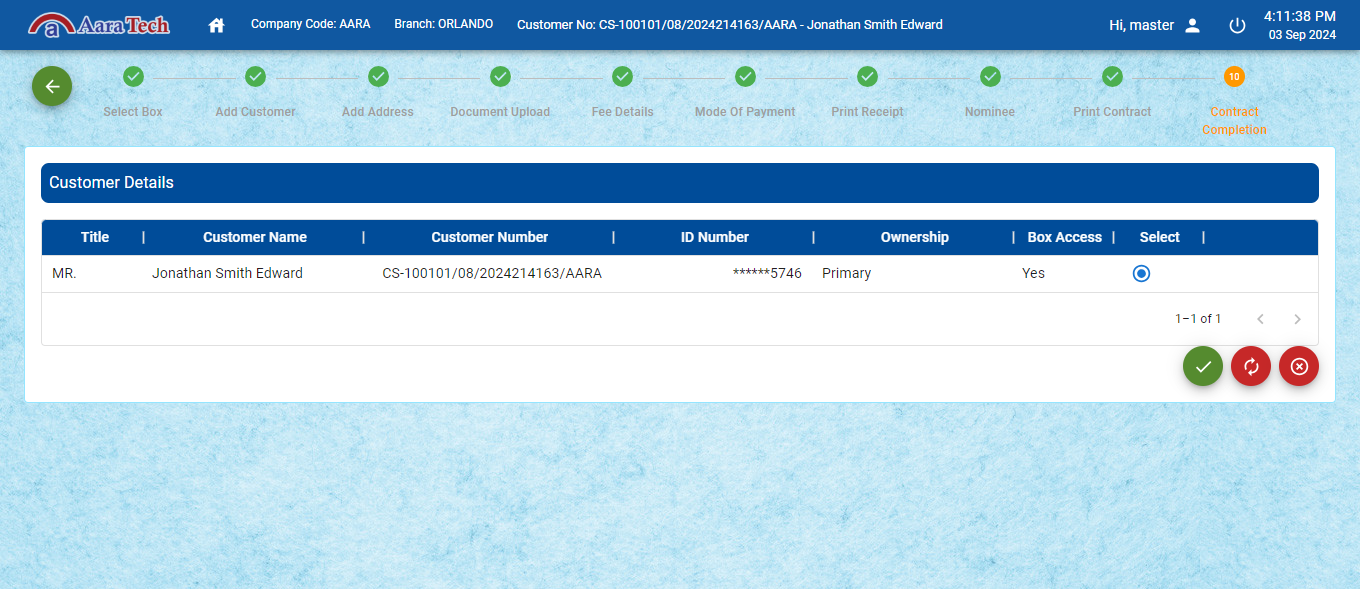 AaraTech
Company Code: AARA
Branch: ORLANDO
Customer No: CS-100101/08/2024214163/AARA - Jonathan Smith Edward
Hi, master
4:11:38 PM
03 Sep 2024
Select Box
Add Customer
Add Address
Document Upload
Fee Details
Mode Of Payment
Print Receipt
Nominee
Print Contract
10
Contract
Completion
Customer Details
Title | Customer Name | Customer Number | ID Number | Ownership | Box Access | Select |
MR. Jonathan Smith Edward CS-100101/08/2024214163/AARA ******5746 Primary Yes
1–1 of 1